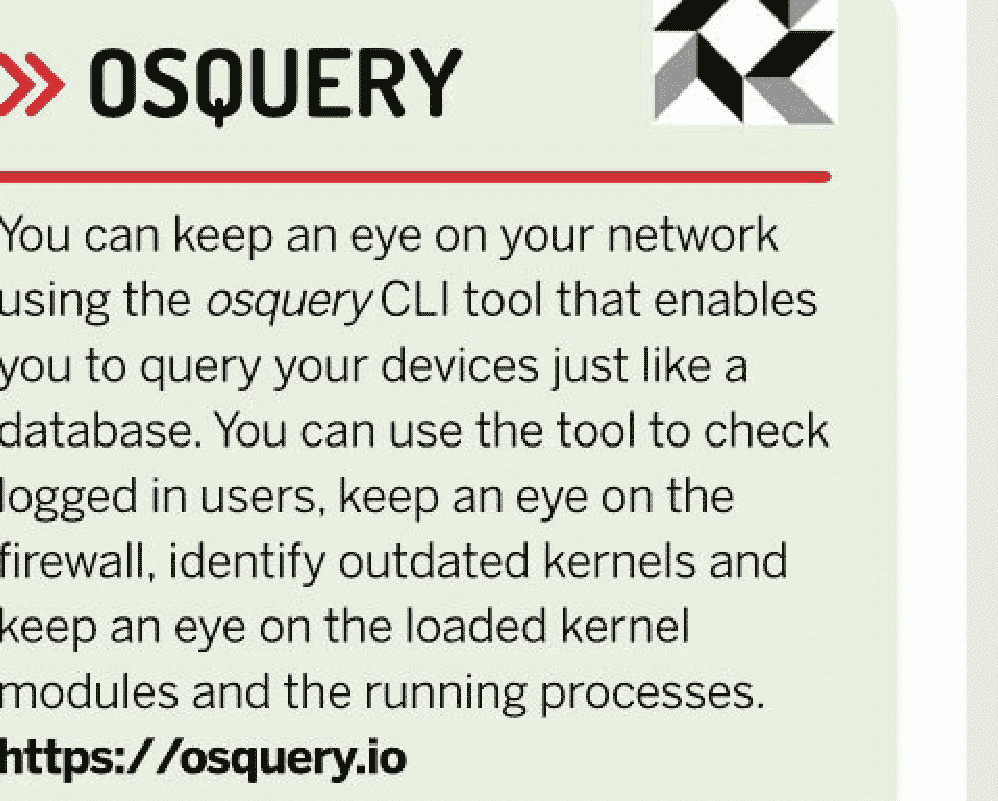 OSQUERY
You can keep an eye on your network
using the osquery CLI tool that enables
you to query your devices just like a
database. You can use the tool to check
logged in users, keep an eye on the
firewall, identify outdated kernels and
keep an eye on the loaded kernel
modules and the running processes.
https://osquery.io